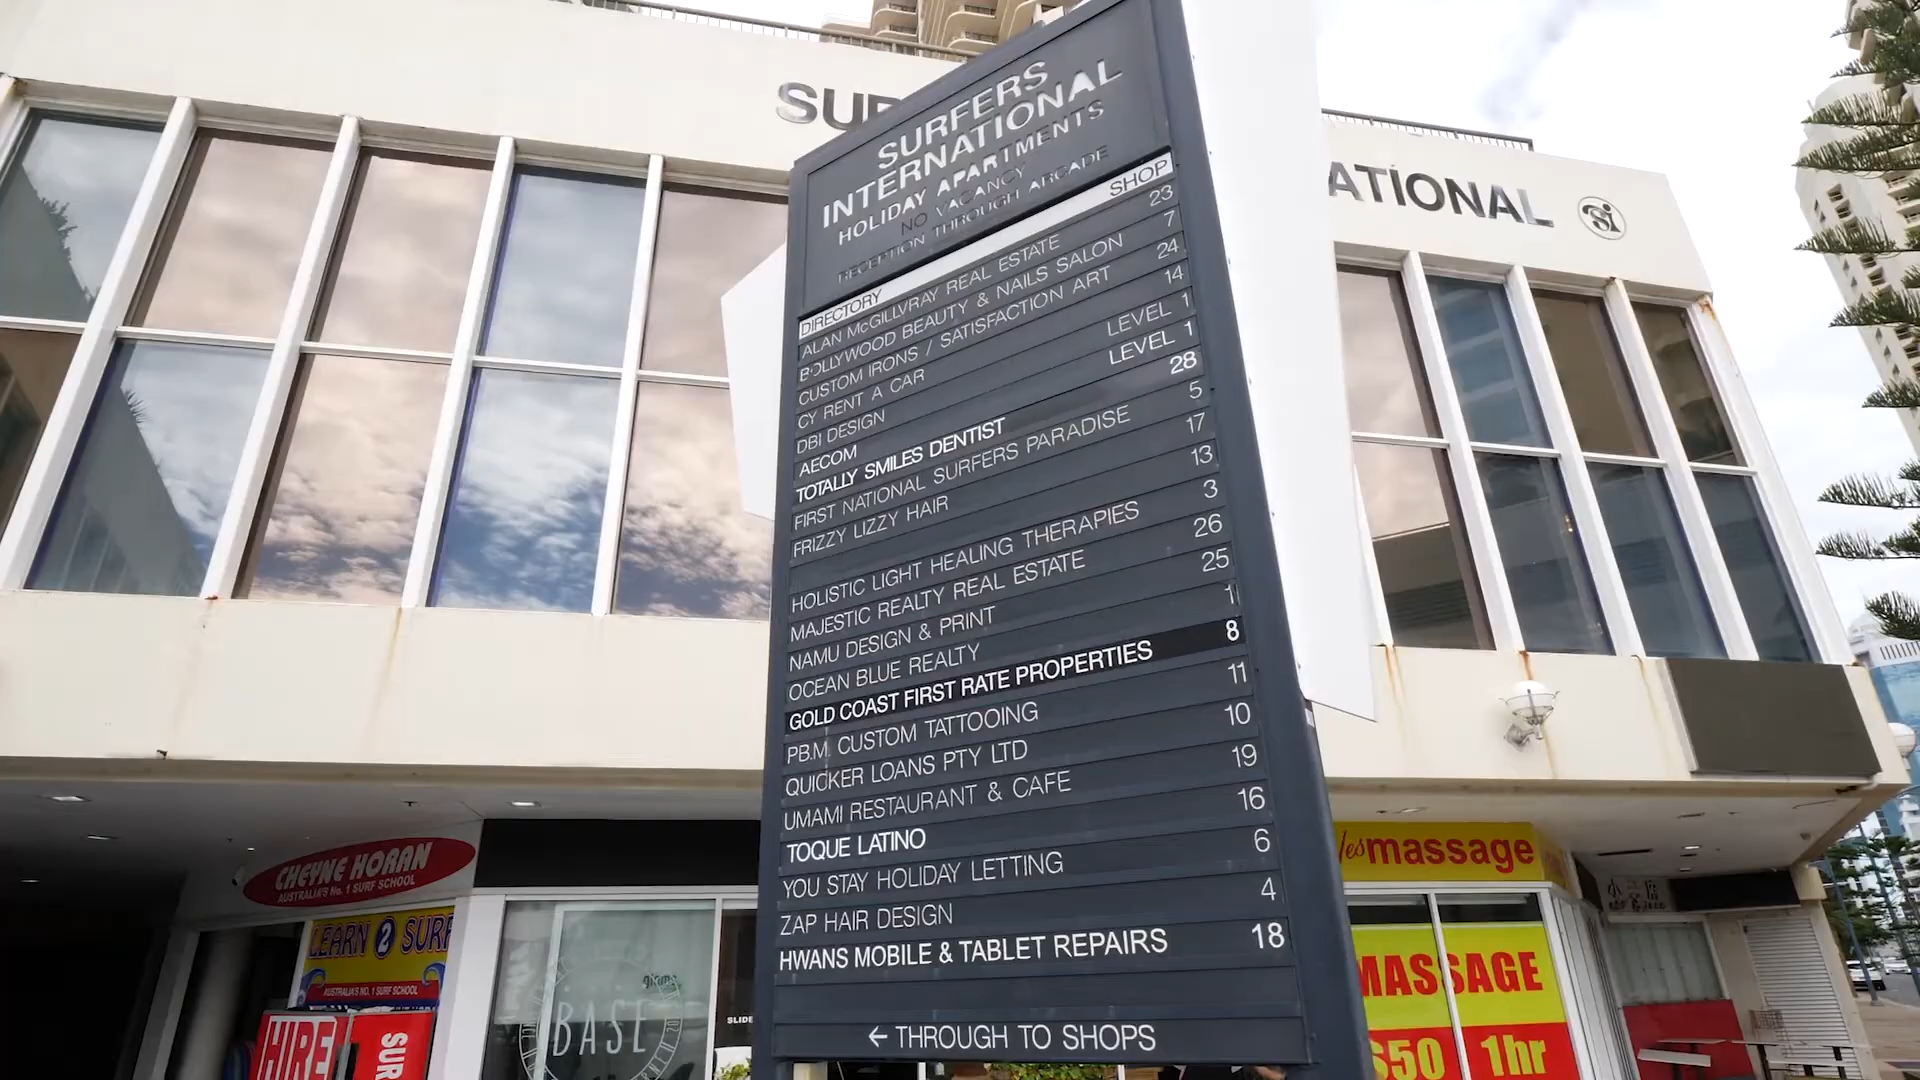 SURFERS
INTERNATIONAL
HOLIDAY APARTMENTS
NO VACANCY
RECEPTION THROUGH ARCADE
DIRECTORY SHOP
ALAN McGILLVRAY REAL ESTATE 23
BOLLYWOOD BEAUTY & NAILS SALON 7
CUSTOM IRONS / SATISFACTION ART 24
CY RENT A CAR 14
DBI DESIGN LEVEL 1
AECOM LEVEL 1
TOTALLY SMILES DENTIST 28
FIRST NATIONAL SURFERS PARADISE 5
FRIZZY LIZZY HAIR 17
13
HOLISTIC LIGHT HEALING THERAPIES 3
MAJESTIC REALTY REAL ESTATE 26
NAMU DESIGN & PRINT 25
OCEAN BLUE REALTY 1
GOLD COAST FIRST RATE PROPERTIES 8
P.B.M. CUSTOM TATTOOING 11
QUICKER LOANS PTY LTD 10
UMAMI RESTAURANT & CAFE 19
TOQUE LATINO 16
YOU STAY HOLIDAY LETTING 6
ZAP HAIR DESIGN 4
HWANS MOBILE & TABLET REPAIRS 18
← THROUGH TO SHOPS
SUR
ATIONAL
si
CHEYNE HORAN
AUSTRALIA'S No. 1 SURF SCHOOL
LEARN 2 SURF
AUSTRALIA'S NO. 1 SURF SCHOOL
HIRE
SUR
BASE
SLIDE
les massage
MASSAGE
$50 1hr